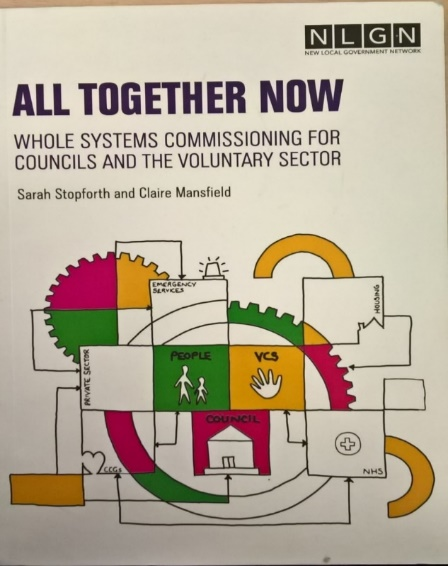 NLGN
NEW LOCAL GOVERNMENT NETWORK
ALL TOGETHER NOW
WHOLE SYSTEMS COMMISSIONING FOR
COUNCILS AND THE VOLUNTARY SECTOR
Sarah Stopforth and Claire Mansfield
EMERGENCY
SERVICES
HOUSING
PRIVATE SECTOR
PEOPLE
VCS
COUNCIL
CCGs
NHS